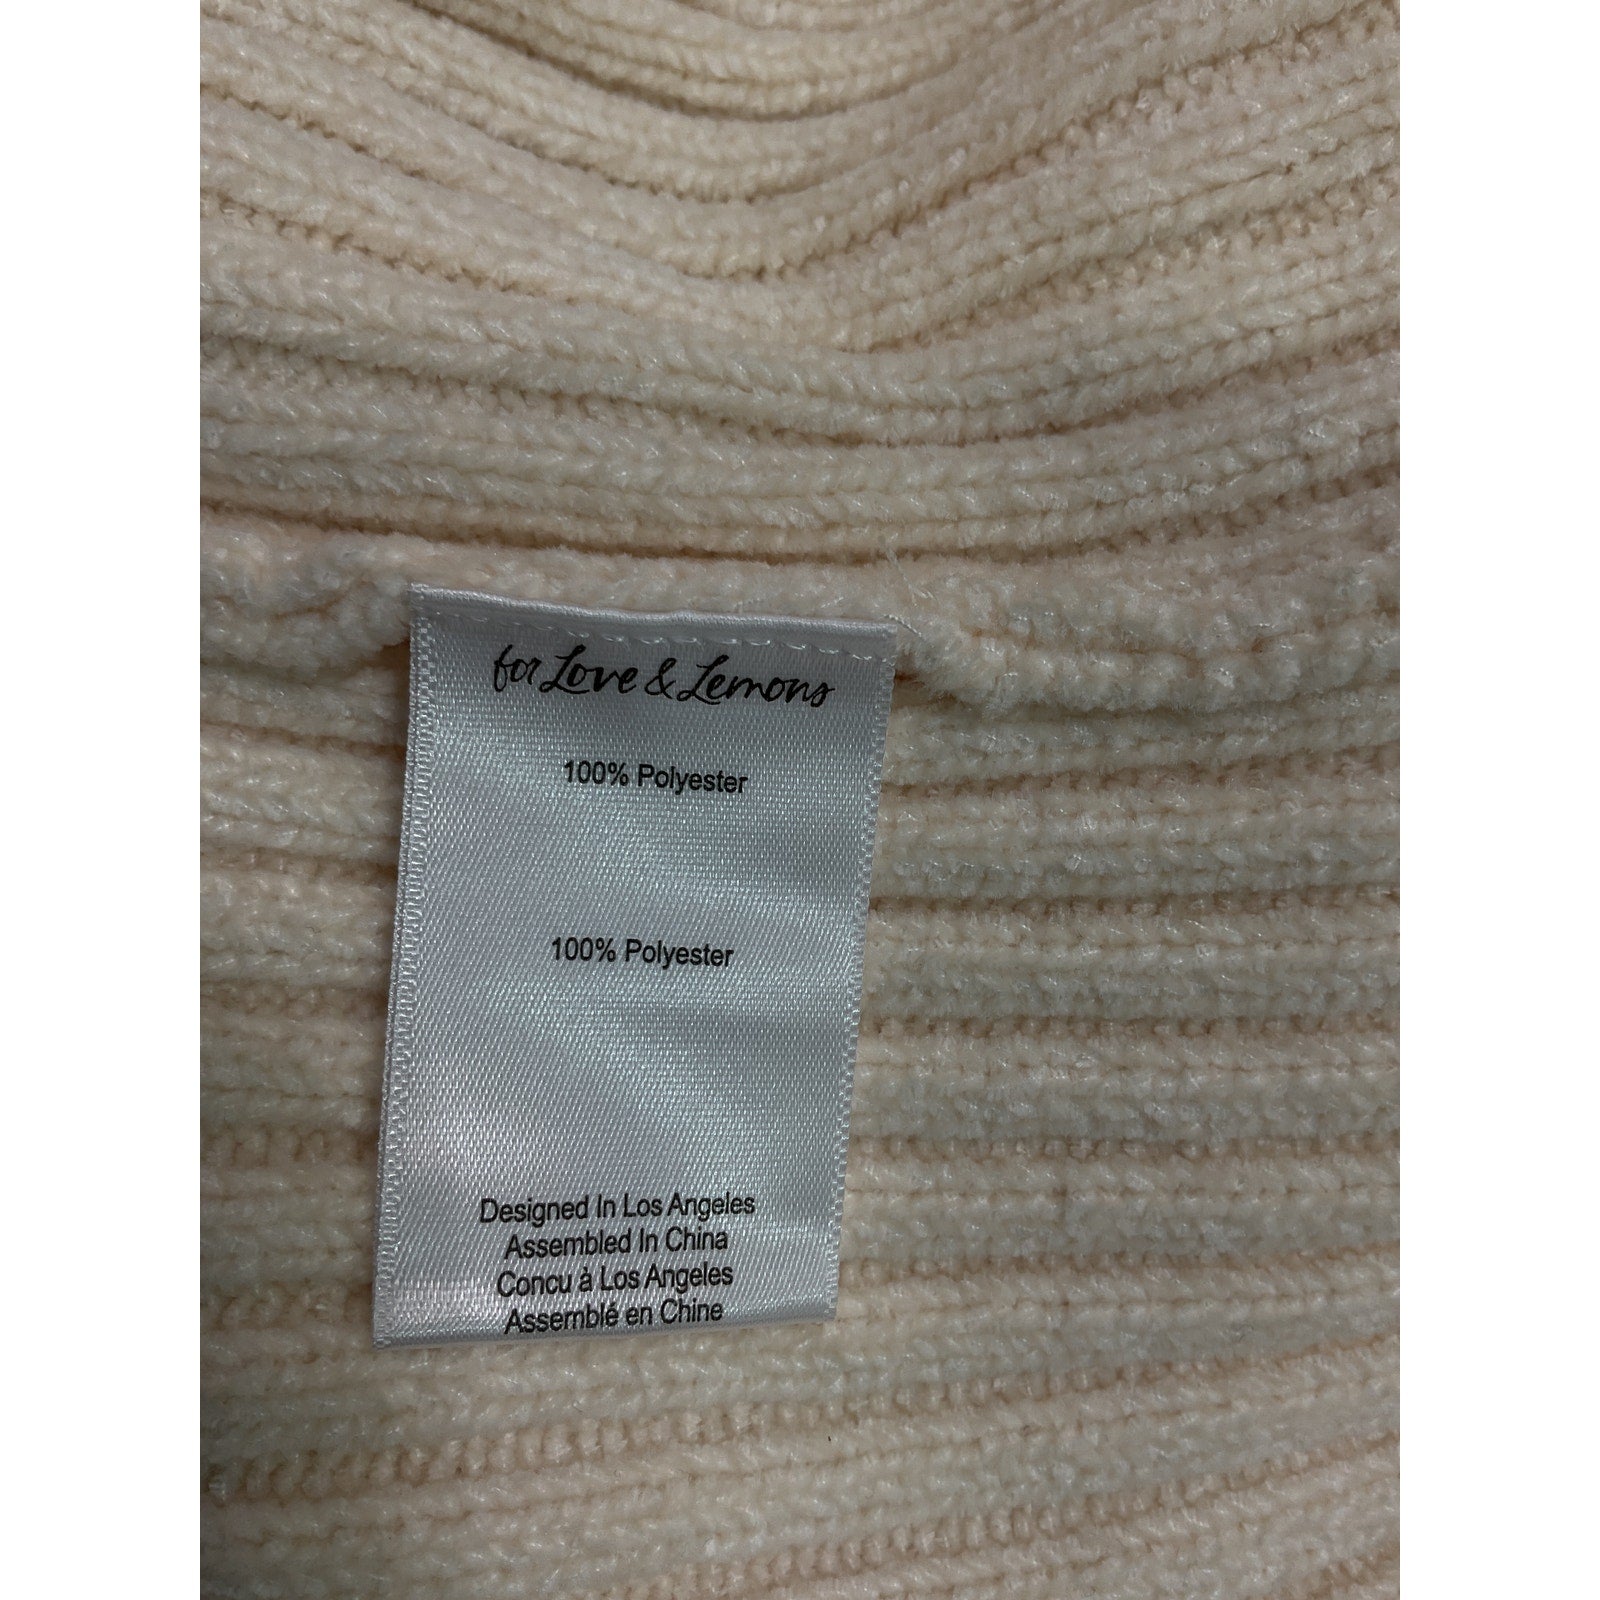 for Love & Lemons
100% Polyester
100% Polyester
Designed In Los Angeles
Assembled In China
Concu à Los Angeles
Assemblé en Chine